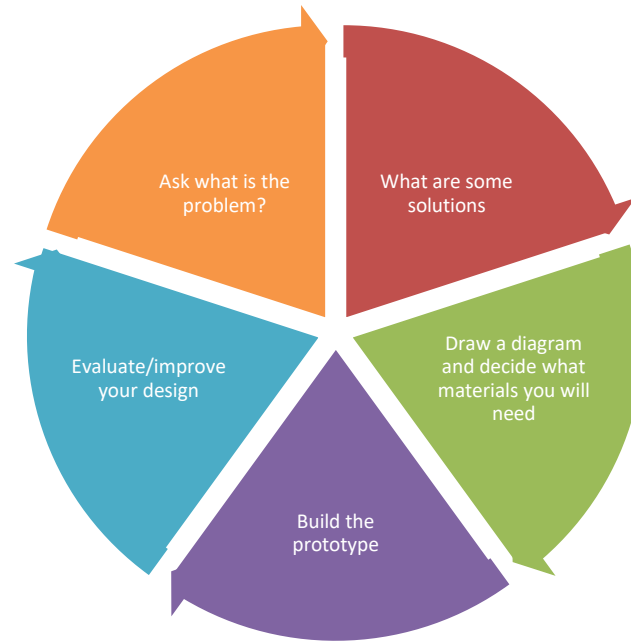 Ask what is the
problem?
What are some
solutions
Draw a diagram
and decide what
materials you will
need
Build the
prototype
Evaluate/improve
your design